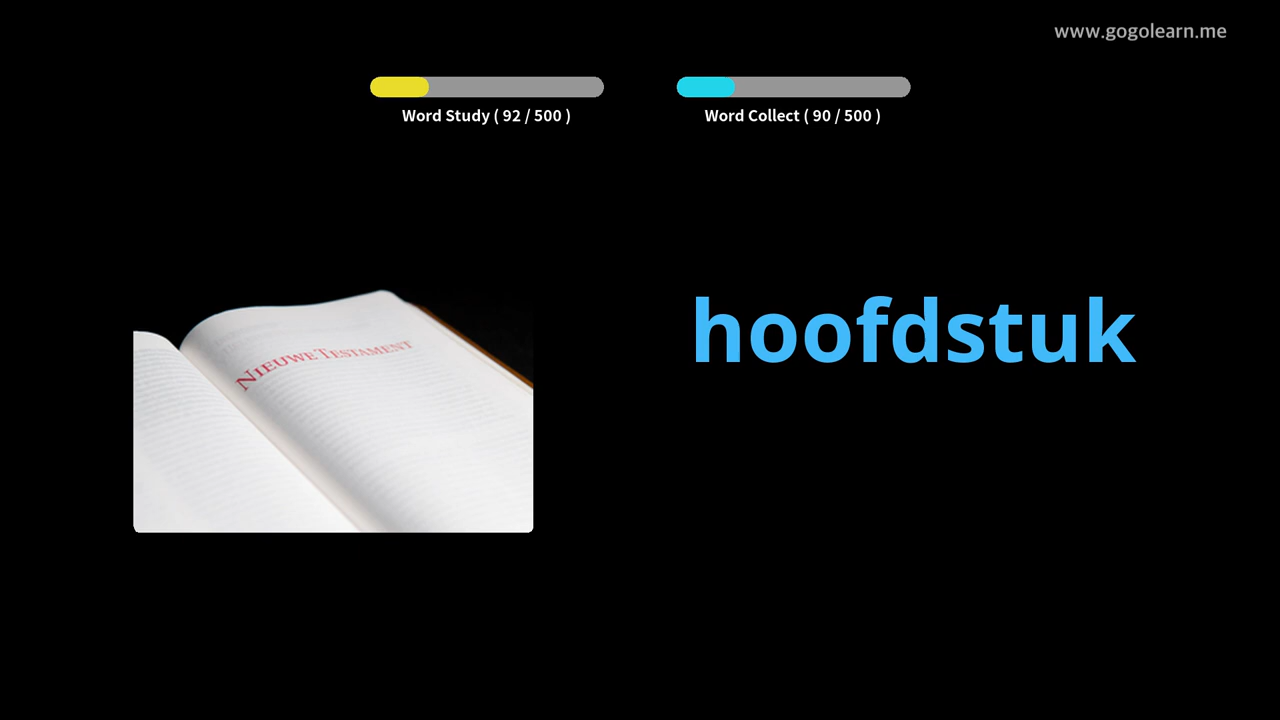 www.gogolearn.me
Word Study ( 92 / 500 )
Word Collect ( 90 / 500 )
NIEUWE TESTAMENT
hoofdstuk